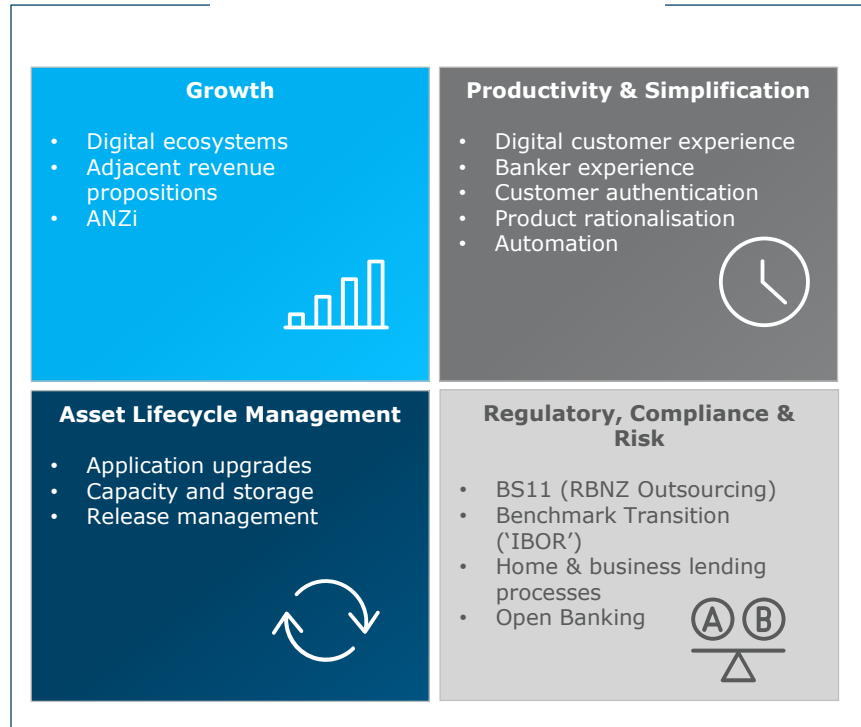 Growth
• Digital ecosystems
• Adjacent revenue
propositions
• ANZi
Productivity & Simplification
• Digital customer experience
• Banker experience
• Customer authentication
• Product rationalisation
• Automation
Asset Lifecycle Management
• Application upgrades
• Capacity and storage
• Release management
Regulatory, Compliance &
Risk
• BS11 (RBNZ Outsourcing)
• Benchmark Transition
(‘IBOR’)
• Home & business lending
processes
• Open Banking
A B